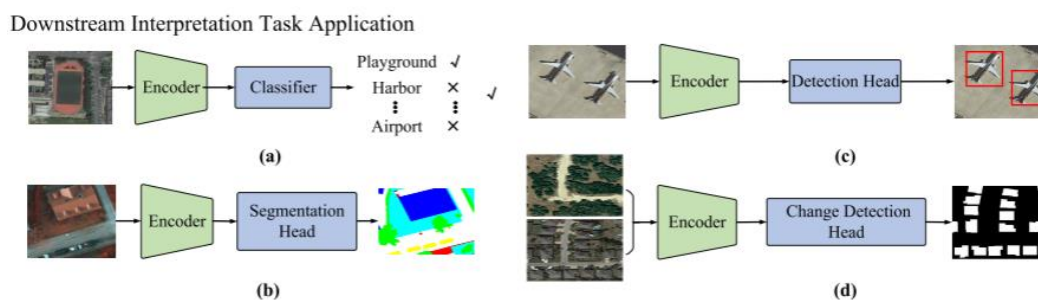 Downstream Interpretation Task Application
Encoder
Classifier
Playground √
Harbor ×
Airport ×
√
(a)
Encoder
Detection Head
(c)
Encoder
Segmentation
Head
(b)
Encoder
Change Detection
Head
(d)